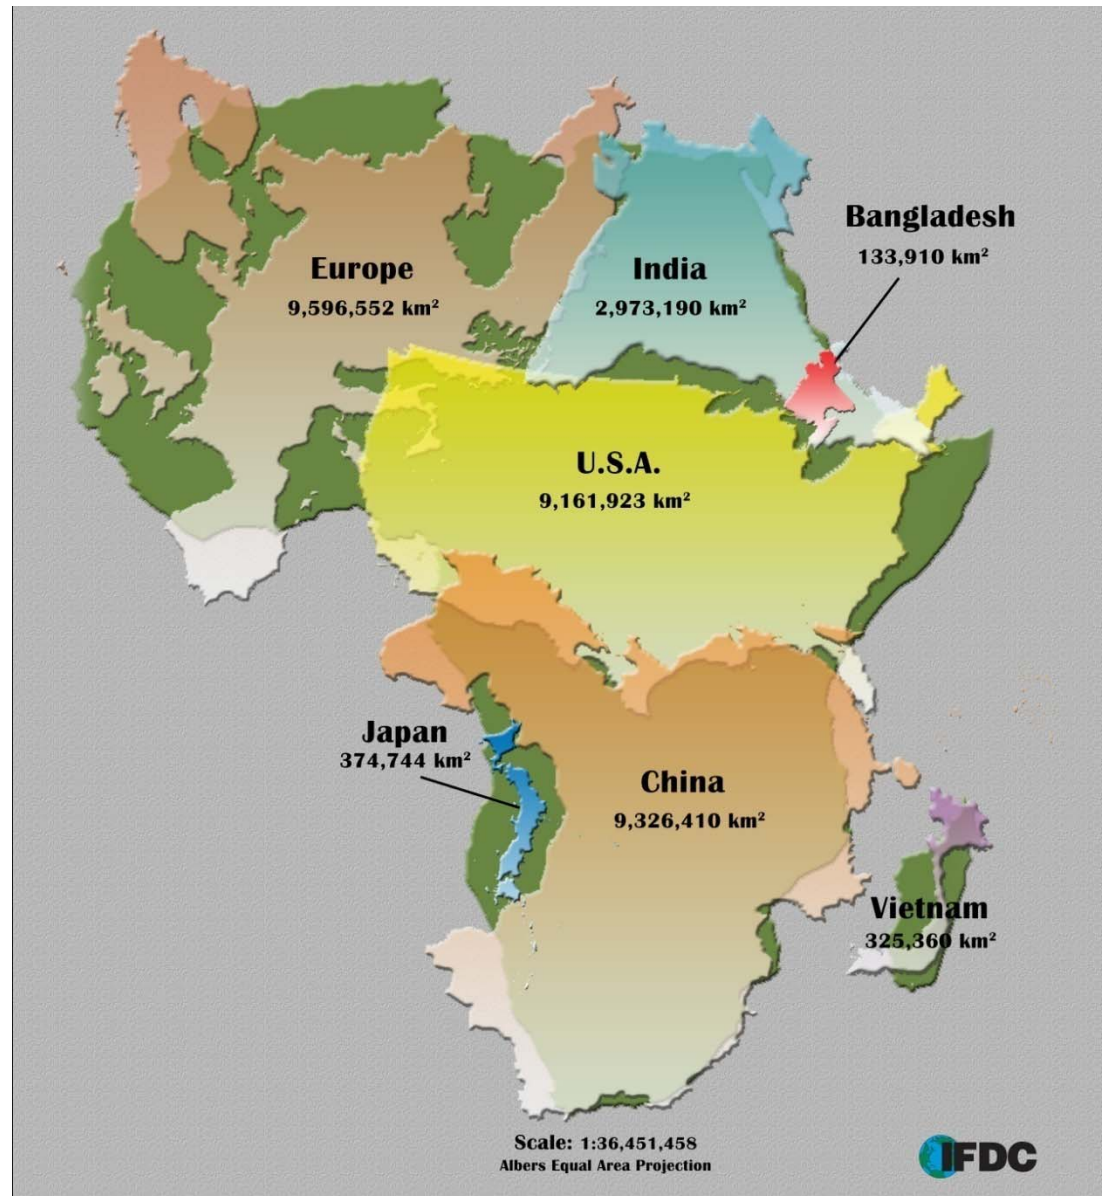 Bangladesh
133,910 km²
Europe
9,596,552 km²
India
2,973,190 km²
U.S.A.
9,161,923 km²
Japan
374,744 km²
China
9,326,410 km²
Vietnam
325,360 km²
Scale: 1:36,451,458
Albers Equal Area Projection
IFDC